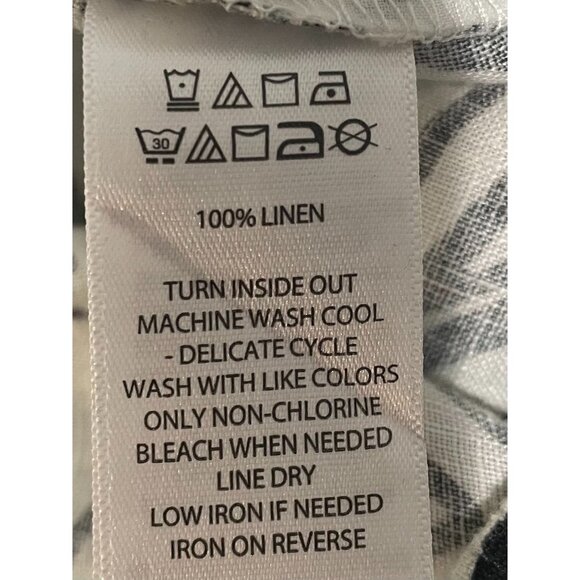 30
100% LINEN
TURN INSIDE OUT
MACHINE WASH COOL
- DELICATE CYCLE
WASH WITH LIKE COLORS
ONLY NON-CHLORINE
BLEACH WHEN NEEDED
LINE DRY
LOW IRON IF NEEDED
IRON ON REVERSE